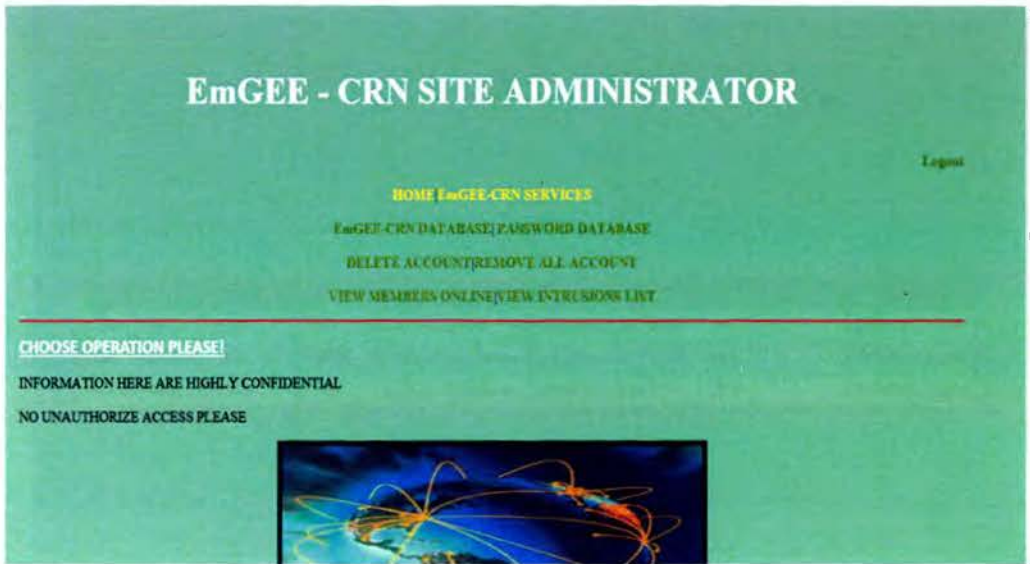 EmGEE - CRN SITE ADMINISTRATOR
Logout
HOME|EmGEE-CRN SERVICES
EmGEE-CRN DATABASE| PASSWORD DATABASE
DELETE ACCOUNT|REMOVE ALL ACCOUNT
VIEW MEMBERS ONLINE|VIEW INTRUSIONS LIST
CHOOSE OPERATION PLEASE!
INFORMATION HERE ARE HIGHLY CONFIDENTIAL
NO UNAUTHORIZE ACCESS PLEASE